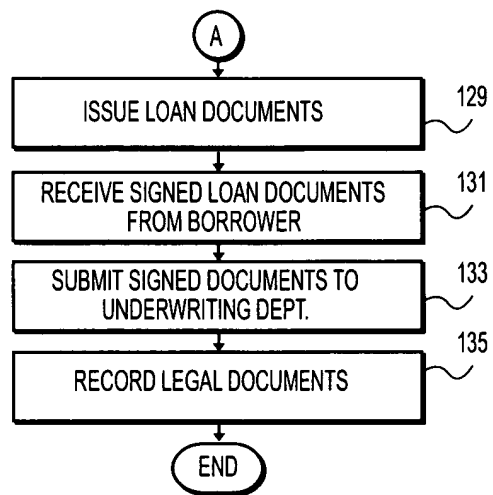 A
ISSUE LOAN DOCUMENTS
129
RECEIVE SIGNED LOAN DOCUMENTS
FROM BORROWER
131
SUBMIT SIGNED DOCUMENTS TO
UNDERWRITING DEPT.
133
RECORD LEGAL DOCUMENTS
135
END